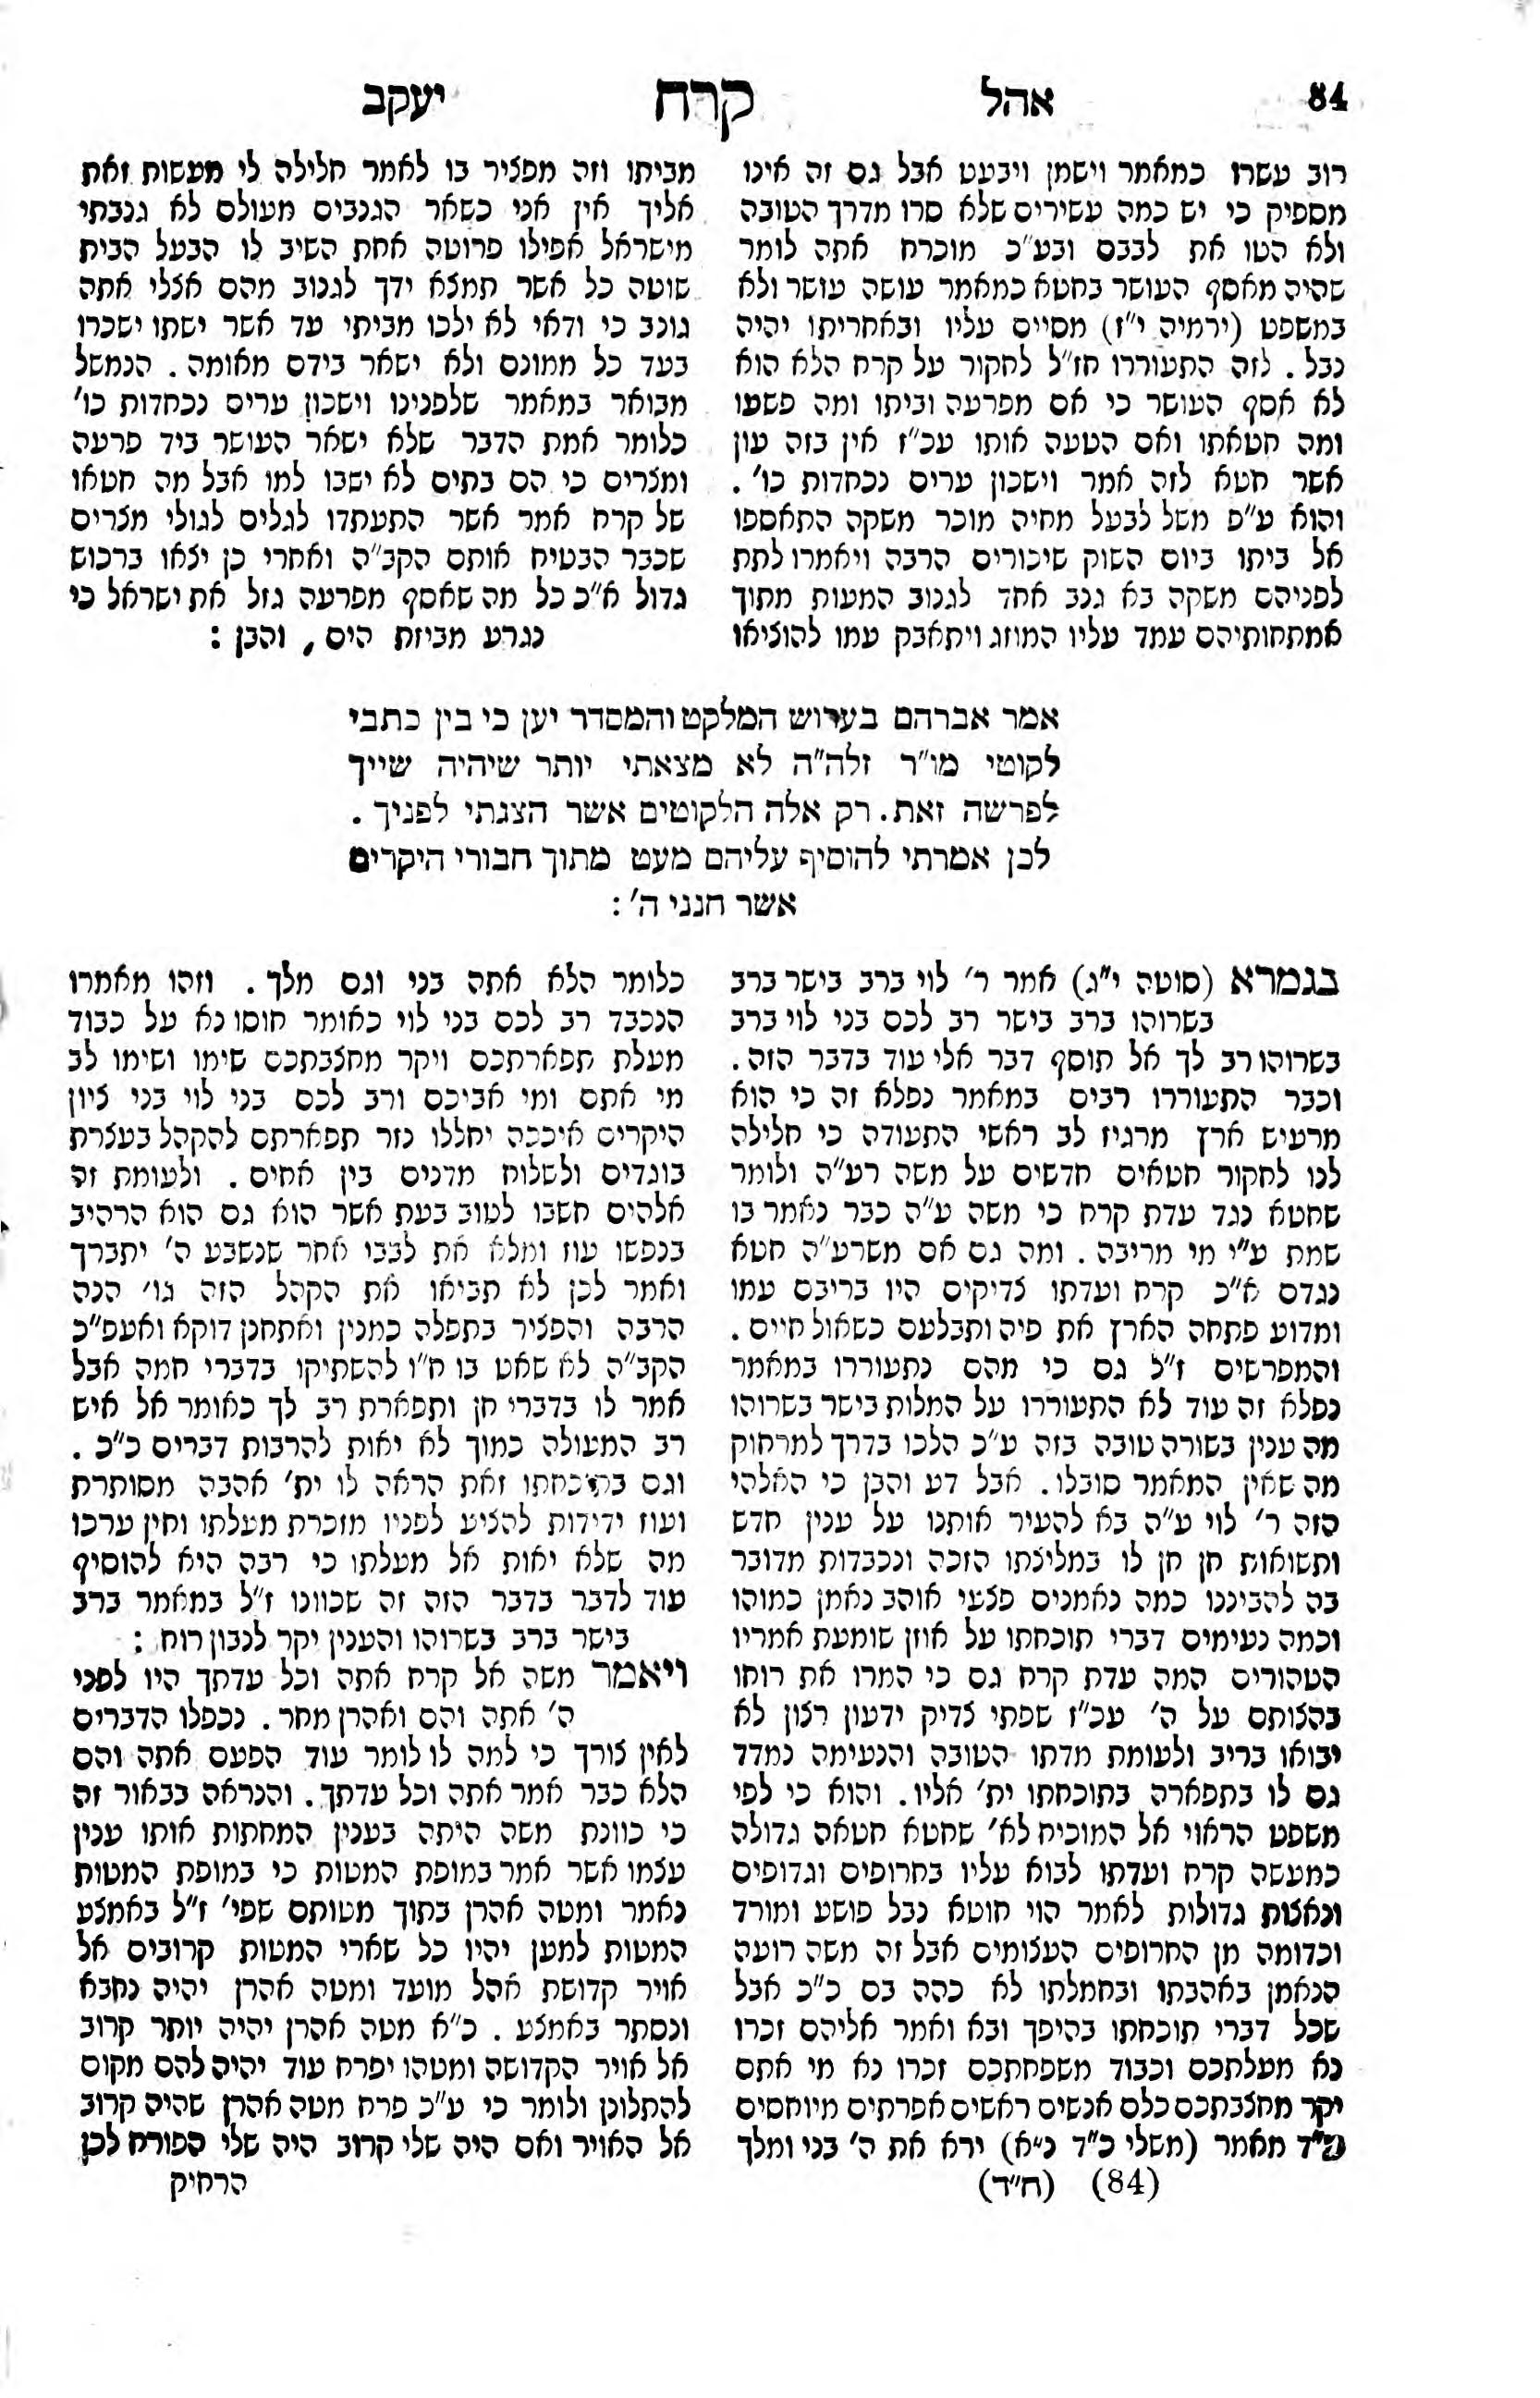 84 אהל קרח יעקב
רוב עשרו כמאמר וישמן ויבעט אבל גם זה אינו
מספיק כי יש כמה עשירים שלא סרו מדרך הטובה
ולא הטו את לבבם ובע"כ מוכרח אתה לומר
שהיה מאסף העושר בחטא כמאמר עושה עושר ולא
במשפט (ירמיה י"ז) מסיים עליו ובאחריתו יהיה
נבל. לזה התעוררו חז"ל לחקור על קרח הלא הוא
לא אסף העושר כי אם מפרעה וביתו ומה פשעו
ומה חטאתו ואם הטעה אותו עכ"ז אין בזה עון
אשר חטא לזה אמר וישכון ערים נכחדות כו'.
והוא ע"פ משל לבעל מחיה מוכר משקה התאספו
אל ביתו ביום השוק שיכורים הרבה ויאמרו לתת
לפניהם משקה בא גנב אחד לגנוב המעות מתוך
אמתחותיהם עמד עליו המוזג ויתאבק עמו להוציאו
מביתו וזה מפציר בו לאמר חלילה לי מעשות זאת
אליך אין אני כשאר הגנבים מעולם לא גנבתי
מישראל אפילו פרוטה אחת השיב לו הבעל הבית
שוטה כל אשר תמצא ידך לגנוב מהם אצלי אתה
גונב כי ודאי לא ילכו מביתי עד אשר ישתו ישכרו
בעד כל ממונם ולא ישאר בידם מאומה. הנמשל
מבואר במאמר שלפנינו וישכון ערים נכחדות כו'
כלומר אמת הדבר שלא ישאר העושר ביד פרעה
ומצרים כי הם בתים לא ישבו למו אבל מה חטאו
של קרח אמר אשר התעתדו לגלים לגולי מצרים
שכבר הבטיח אותם הקב"ה ואחרי כן יצאו ברכוש
גדול א"כ כל מה שאסף מפרעה גזל את ישראל כי
נגרע מביזת הים, והבן:
אמר אברהם בעריש המלקט והמסדר יען כי בין כתבי
לקוטי מו"ר זלה"ה לא מצאתי יותר שיהיה שייך
לפרשה זאת. רק אלה הלקוטים אשר הצגתי לפניך.
לכן אמרתי להוסיף עליהם מעט מתוך חבורי היקרים
אשר חנני ה':
בגמרא (סוטה י"ג) אמר ר' לוי ברב בישר ברב
בשרוהו ברב בישר רב לכם בני לוי ברב
בשרוהו רב לך אל תוסף דבר אלי עוד בדבר הזה.
וכבר התעוררו רבים במאמר נפלא זה כי הוא
מרעיש ארץ מרגיז לב ראשי התעודה כי חלילה
לנו לחקור חטאים חדשים על משה רע"ה ולומר
שחטא נגד עדת קרח כי משה ע"ה כבר נאמר בו
שמת ע"י מי מריבה. ומה גם אם משרע"ה חטא
נגדם א"כ קרח ועדתו צדיקים היו בריבם עמו
ומדוע פתחה הארץ את פיה ותבלעם כשאול חיים.
והמפרשים ז"ל גם כי מהם נתעוררו במאמר
נפלא זה עוד לא התעוררו על המלות בישר בשרוהו
מה ענין בשורה טובה בזה ע"כ הלכו בדרך למרחוק
מה שאין המאמר סובלו. אבל דע והבן כי האלהי
הזה ר' לוי ע"ה בא להעיר אותנו על ענין חדש
ותשואות חן חן לו במליצתו הזכה ונכבדות מדובר
בה להביננו כמה נאמנים פצעי אוהב נאמן כמוהו
וכמה נעימים דברי תוכחתו על אוזן שומעת אמריו
הטהורים המה עדת קרח גם כי המרו את רוחו
בהצותם על ה' עכ"ז שפתי צדיק ידעון רצון לא
יבואו בריב ולעומת מדתו הטובה והנעימה נמדד
גם לו בתפארה בתוכחתו ית' אליו. והוא כי לפי
משפט הראוי אל המוכיח לא' שחטא חטאה גדולה
כמעשה קרח ועדתו לבוא עליו בחרופים וגדופים
ונאצות גדולות לאמר הוי חוטא נבל פושע ומורד
וכדומה מן החרופים העצומים אבל זה משה רועה
הנאמן באהבתו ובחמלתו לא כהה בם כ"כ אבל
שכל דברי תוכחתו בהיפך ובא ואמר אליהם זכרו
נא מעלתכם וכבוד משפחתכם זכרו נא מי אתם
יקר מחצבתכם כלם אנשים ראשים אפרתים מיוחסים
ע"ד מאמר (משלי כ"ד כ"א) ירא את ה' בני ומלך
כלומר הלא אתה בני וגם מלך. וזהו מאמרו
הנכבד רב לכם בני לוי כאומר חוסו נא על כבוד
מעלת תפארתכם ויקר מחצבתכם שימו ושימו לב
מי אתם ומי אביכם ורב לכם בני לוי בני ציון
היקרים איככה יחללו נזר תפארתם להקהל בעצרת
בוגדים ולשלוח מדנים בין אחים. ולעומת זה
אלהים חשבו לטוב בעת אשר הוא גם הוא הרהיב
בנפשו עוז ומלא את לבבו אחר שנשבע ה' יתברך
ואמר לכן לא תביאו את הקהל הזה גו' הנה
הרבה והפציר בתפלה כמנין ואתחנן דוקא ואעפ"כ
הקב"ה לא שאט בו ח"ו להשתיקו בדברי חמה אבל
אמר לו בדברי חן ותפארת רב לך כאומר אל איש
רב המעולה כמוך לא יאות להרבות דברים כ"כ.
וגם בתוכחתו זאת הראה לו ית' אהבה מסותרת
ועוז ידידות להציע לפניו מזכרת מעלתו וחין ערכו
מה שלא יאות אל מעלתו כי רבה היא להוסיף
עוד לדבר בדבר הזה זה שכוונו ז"ל במאמר ברב
בישר ברב בשרוהו והענין יקר לנבון רוח:
ויאמר משה אל קרח אתה וכל עדתך היו לפני
ה' אתה והם ואהרן מחר. נכפלו הדברים
לאין צורך כי למה לו לומר עוד הפעם אתה והם
הלא כבר אמר אתה וכל עדתך. והנראה בבאור זה
כי כוונת משה היתה בענין המחתות אותו ענין
עצמו אשר אמר במופת המטות כי במופת המטות
נאמר ומטה אהרן בתוך מטותם שפי' ז"ל באמצע
המטות למען יהיו כל שארי המטות קרובים אל
אויר קדושת אהל מועד ומטה אהרן יהיה נחבא
ונסתר באמצע. כ"א מטה אהרן יהיה יותר קרוב
אל אויר הקדושה ומטהו יפרח עוד יהיה להם מקום
להתלונן ולומר כי ע"כ פרח מטה אהרן שהיה קרוב
אל האויר ואם היה שלי קרוב היה שלי הפורח לכן
(84) (ח"ד) הרחיק